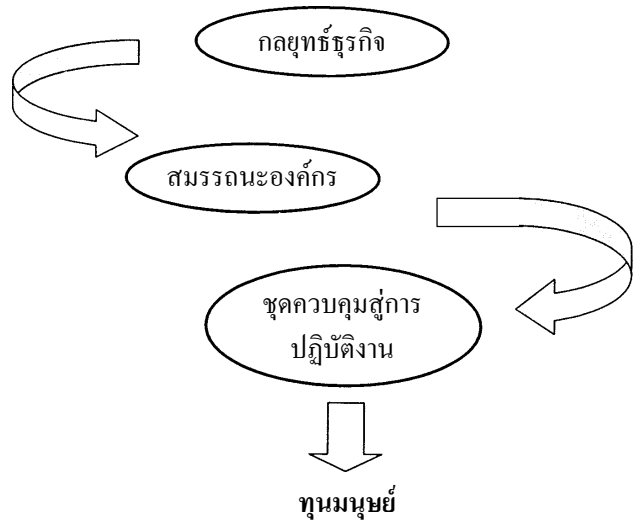 กลยุทธ์ธุรกิจ
สมรรถนะองค์กร
ชุดควบคุมสู่การ
ปฏิบัติงาน
ทุนมนุษย์